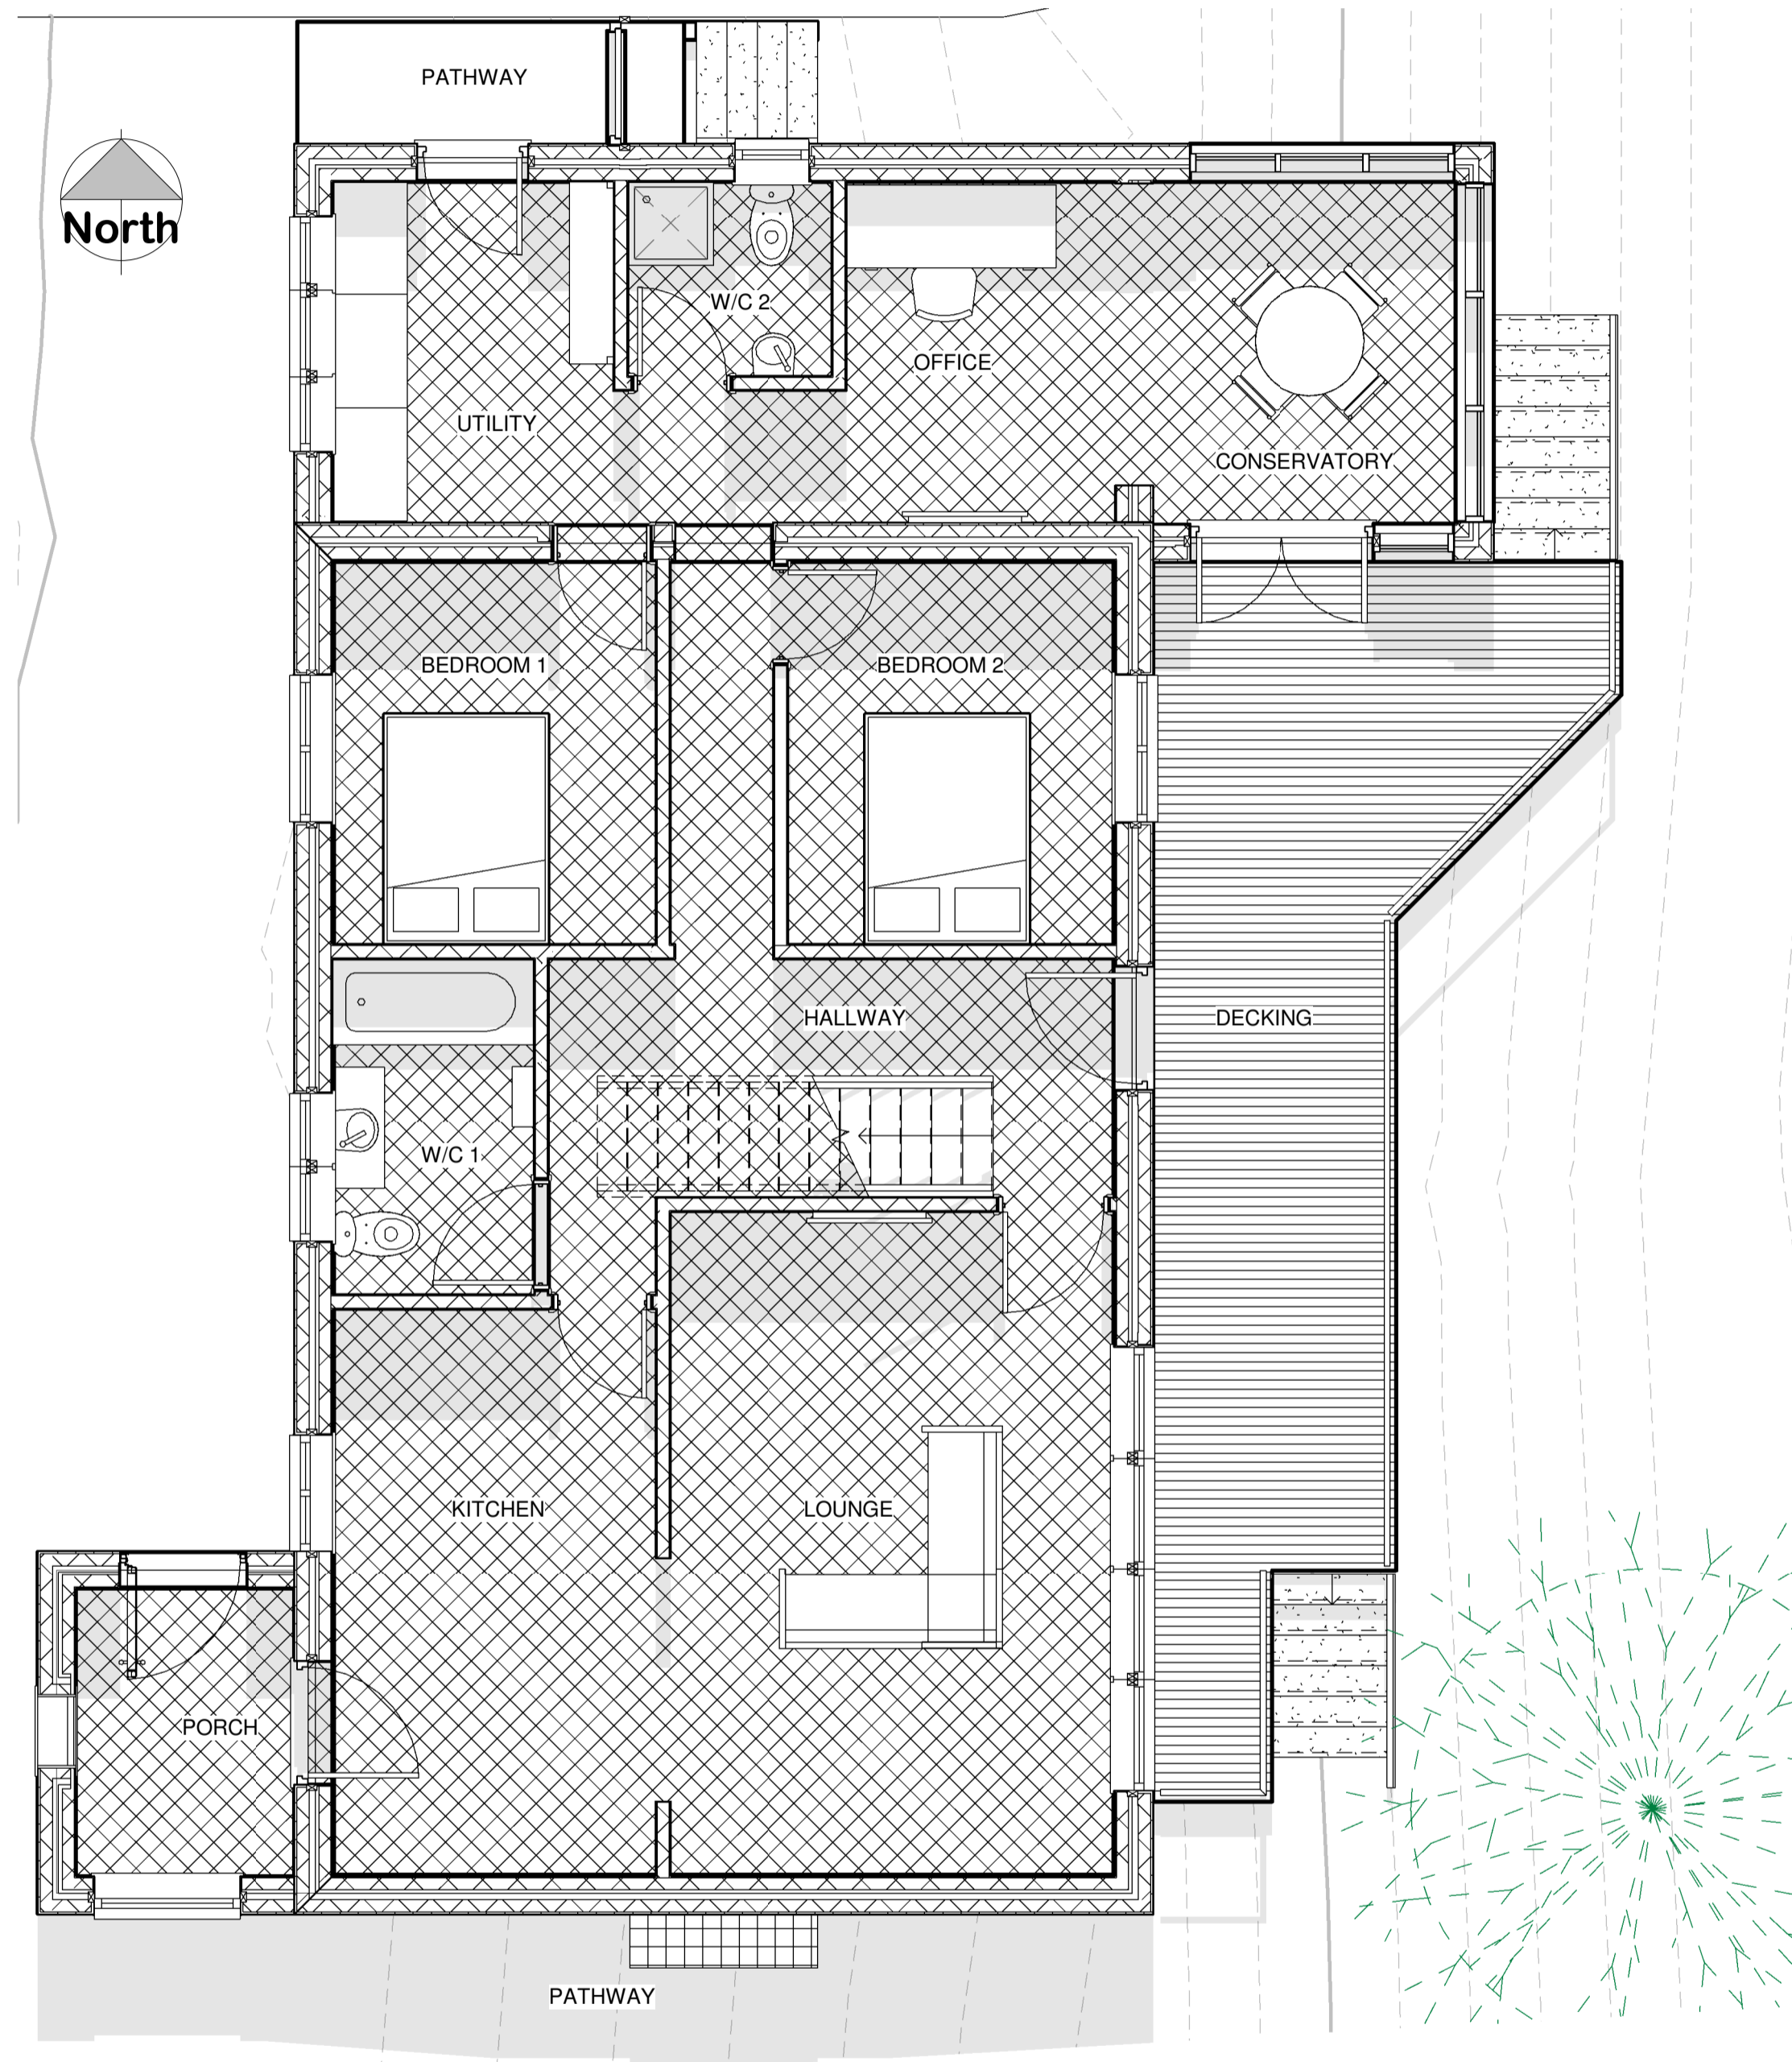 PATHWAY
North
W/C 2
OFFICE
UTILITY
CONSERVATORY
BEDROOM 1
BEDROOM 2
HALLWAY
DECKING
W/C 1
KITCHEN
LOUNGE
PORCH
PATHWAY